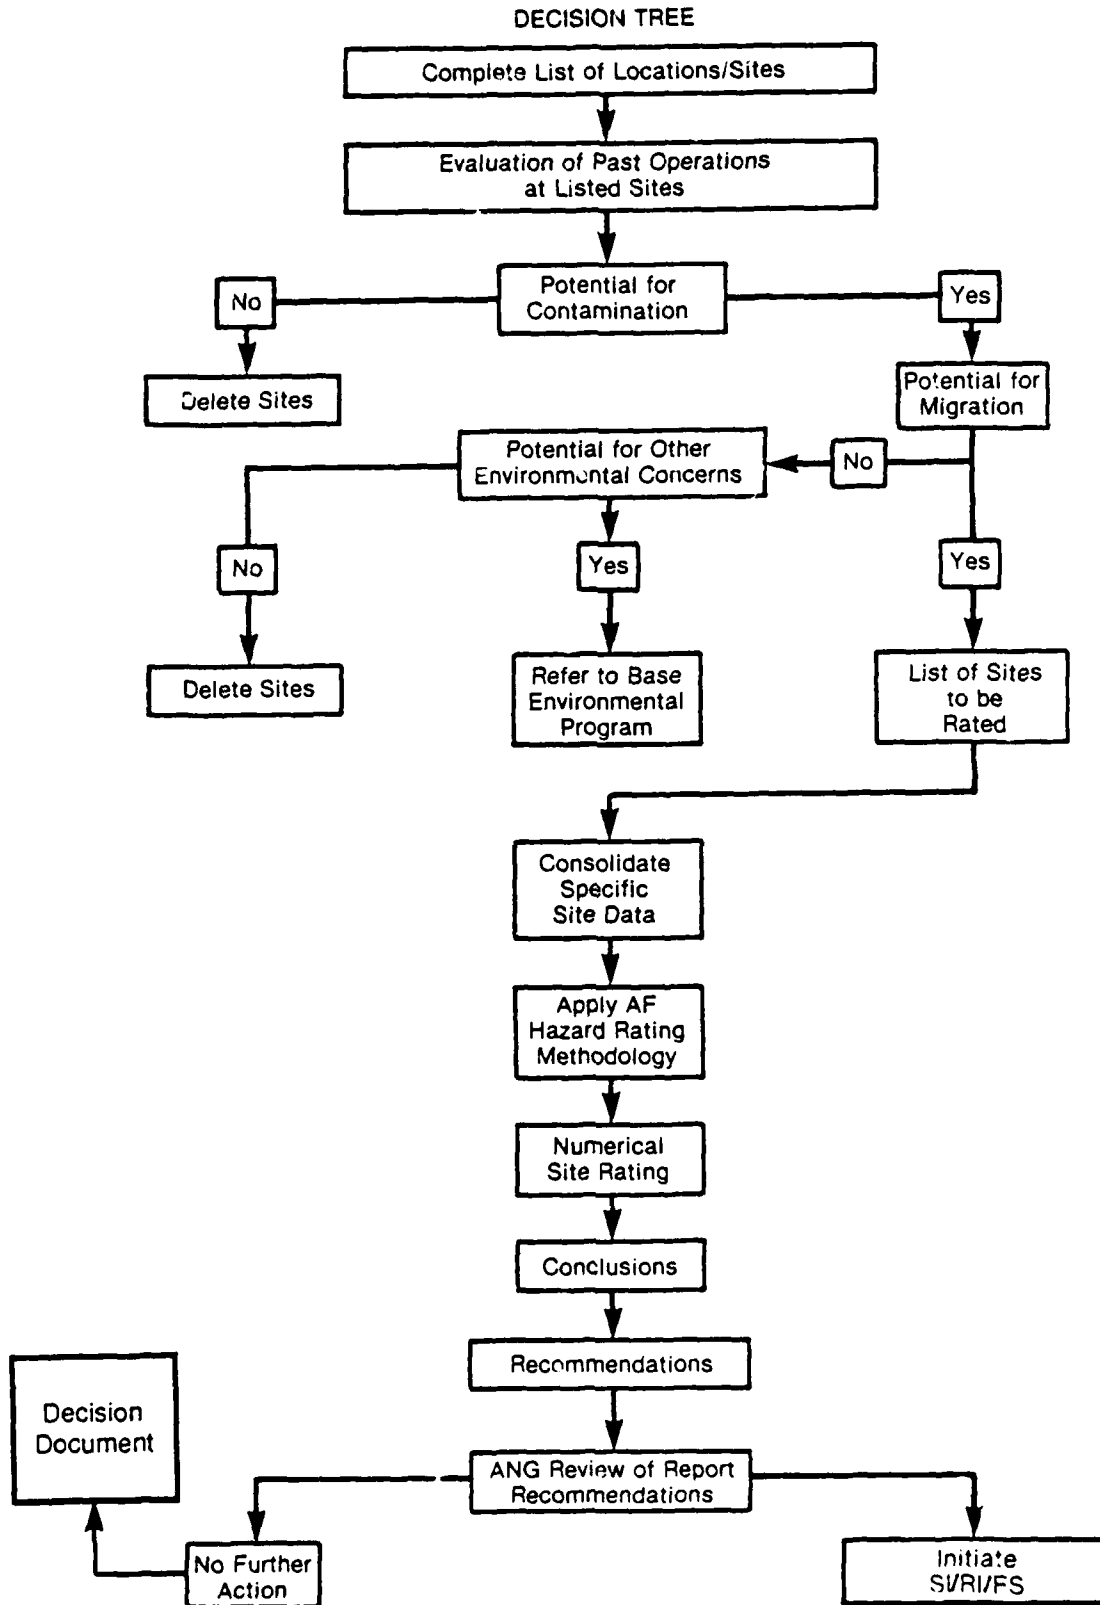 DECISION TREE
Complete List of Locations/Sites
Evaluation of Past Operations
at Listed Sites
Potential for
Contamination
No
Yes
Delete Sites
Potential for
Migration
Potential for Other
Environmental Concerns
No
No
Yes
Yes
Delete Sites
Refer to Base
Environmental
Program
List of Sites
to be
Rated
Consolidate
Specific
Site Data
Apply AF
Hazard Rating
Methodology
Numerical
Site Rating
Conclusions
Recommendations
Decision
Document
ANG Review of Report
Recommendations
No Further
Action
Initiate
SI/RI/FS